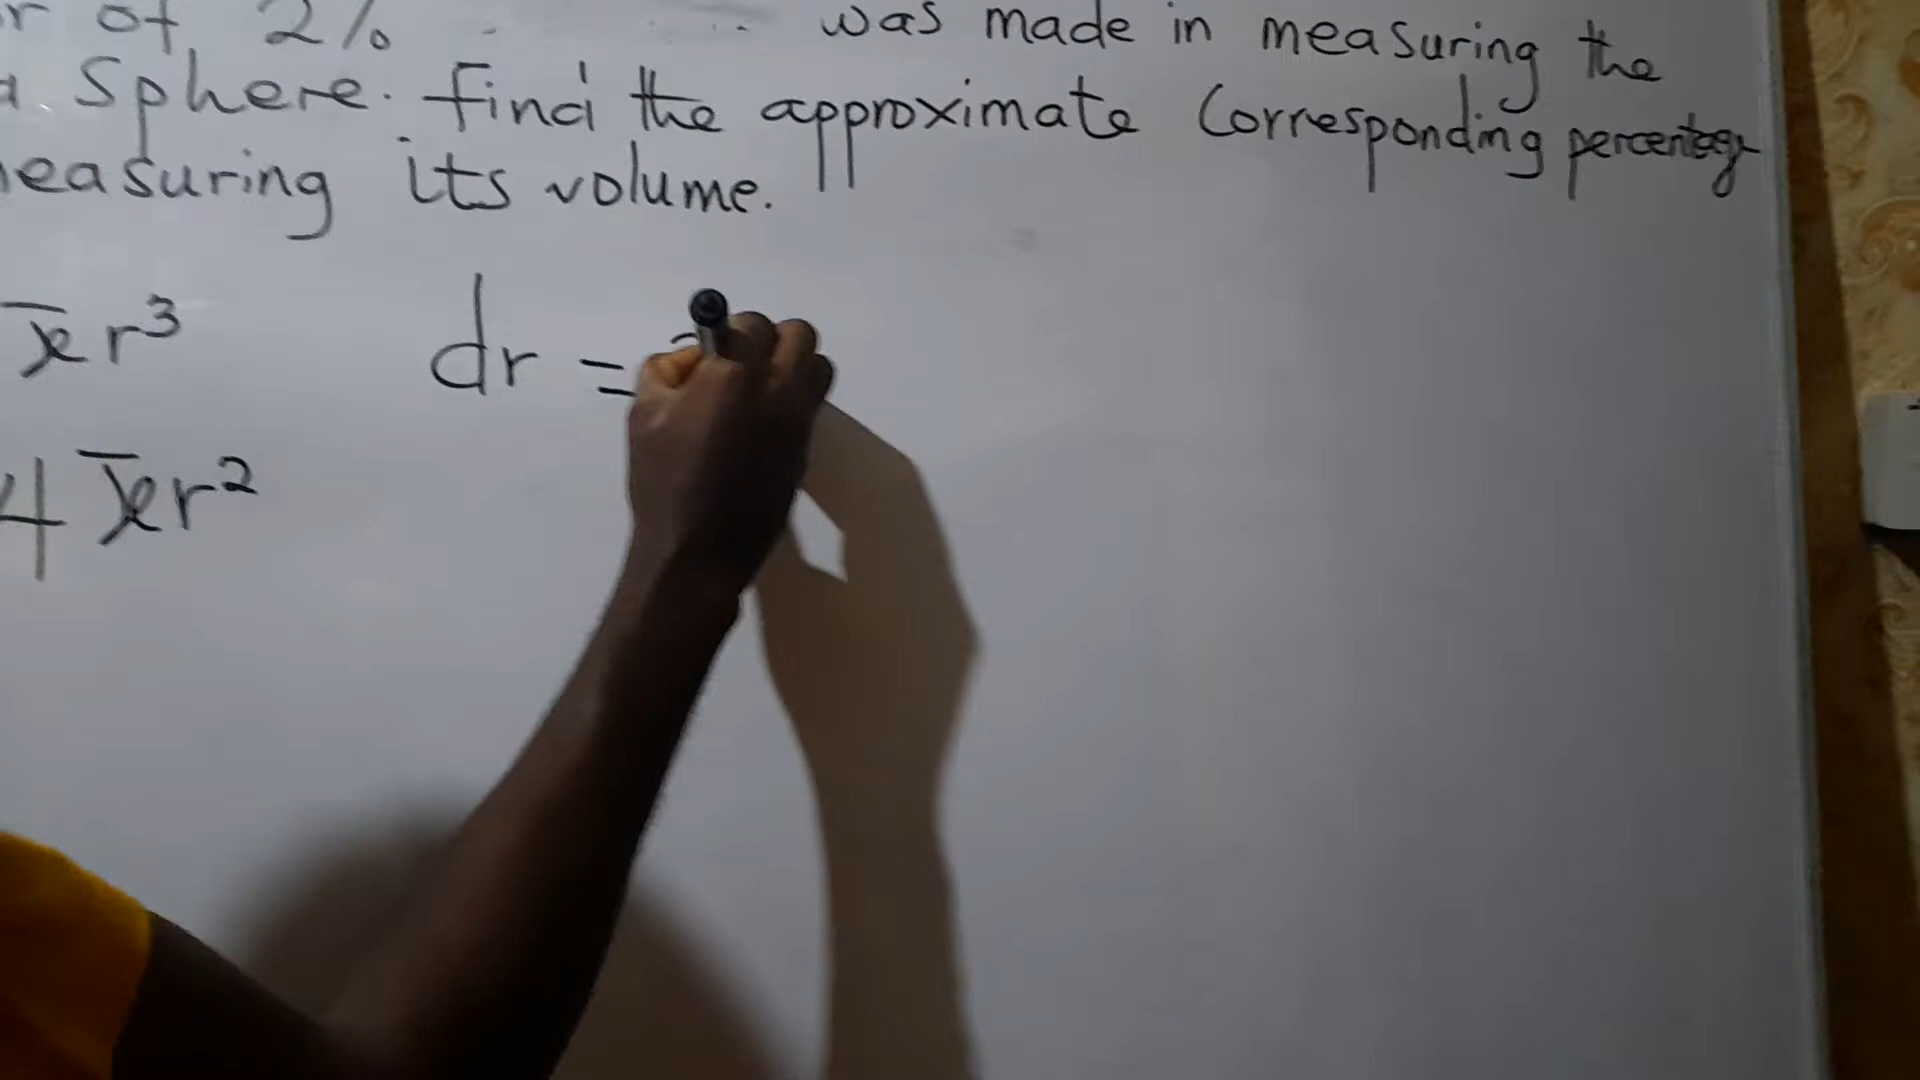 r of 2% was made in measuring the
a Sphere. Find the approximate Corresponding percentage
easuring its volume.
πr³ dr =
4πr²